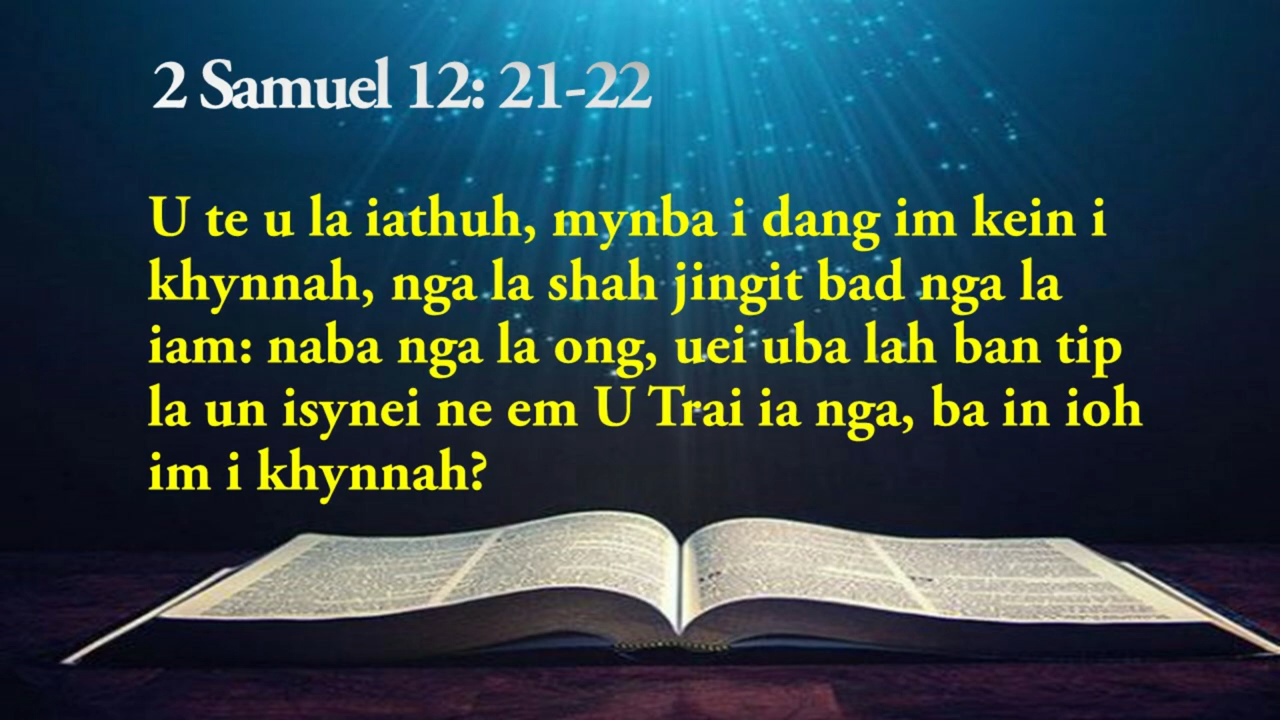 2 Samuel 12: 21-22
U te u la iathuh, mynba i dang im kein i
khynnah, nga la shah jingit bad nga la
iam: naba nga la ong, uei uba lah ban tip
la un isynei ne em U Trai ia nga, ba in ioh
im i khynnah?